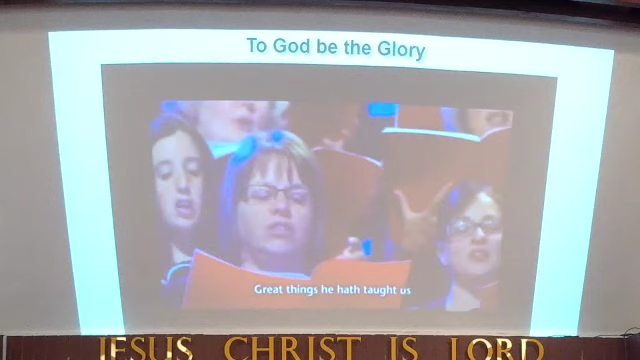 To God be the Glory
Great things he hath taught us
JESUS CHRIST IS LORD